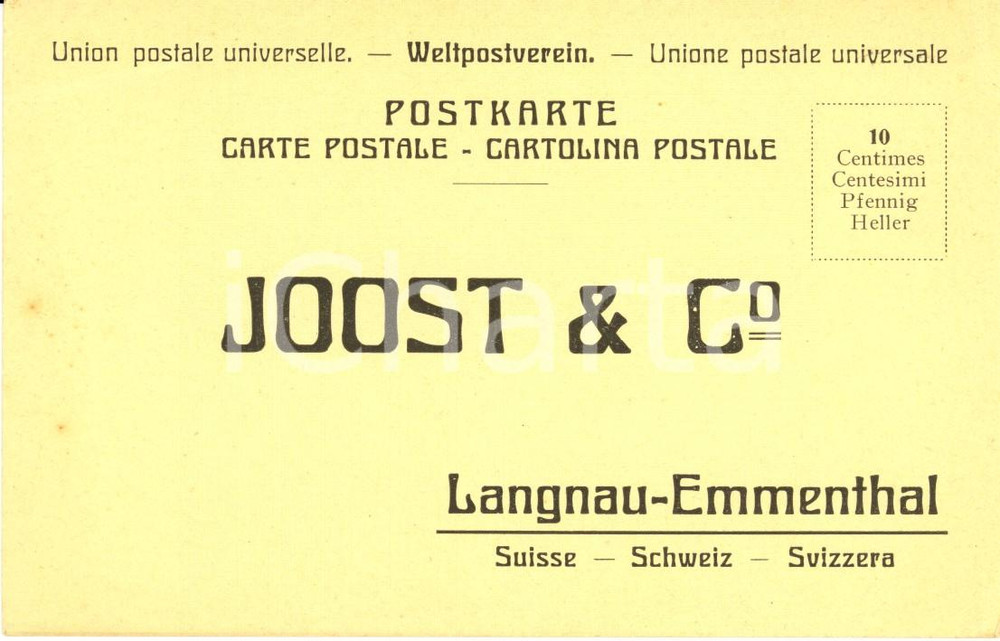 Union postale universelle. — Weltpostverein. — Unione postale universale
POSTKARTE
CARTE POSTALE - CARTOLINA POSTALE
10
Centimes
Centesimi
Pfennig
Heller
iCharta
JOOST & Cº
Langnau-Emmenthal
Suisse — Schweiz — Svizzera